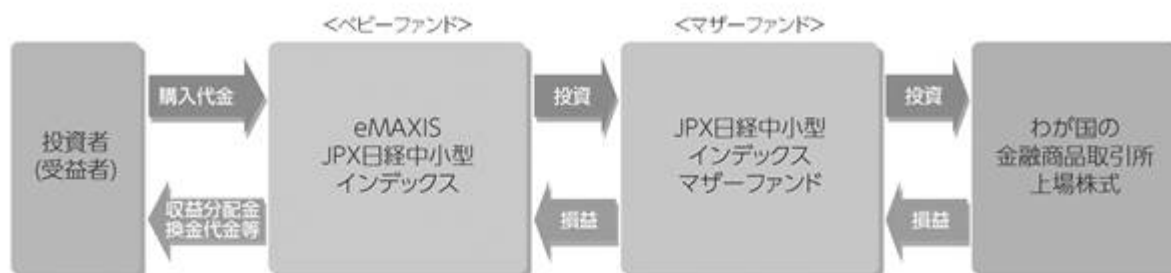 <ベビーファンド>
<マザーファンド>
投資者
(受益者)
購入代金
収益分配金
換金代金等
eMAXIS
JPX日経中小型
インデックス
投資
損益
JPX日経中小型
インデックス
マザーファンド
投資
損益
わが国の
金融商品取引所
上場株式